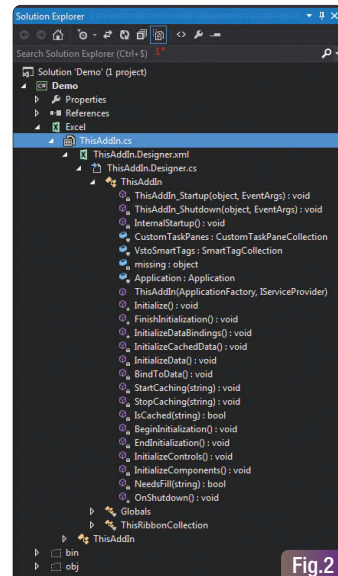 Solution Explorer
Search Solution Explorer (Ctrl+$) 1*
Solution 'Demo' (1 project)
Demo
Properties
References
Excel
ThisAddIn.cs
ThisAddIn.Designer.xml
ThisAddIn.Designer.cs
ThisAddIn
ThisAddIn_Startup(object, EventArgs) : void
ThisAddIn_Shutdown(object, EventArgs) : void
InternalStartup() : void
CustomTaskPanes : CustomTaskPaneCollection
VstoSmartTags : SmartTagCollection
missing : object
Application : Application
ThisAddIn(ApplicationFactory, IServiceProvider)
Initialize() : void
FinishInitialization() : void
InitializeDataBindings() : void
InitializeCachedData() : void
InitializeData() : void
BindToData() : void
StartCaching(string) : void
StopCaching(string) : void
IsCached(string) : bool
BeginInitialization() : void
EndInitialization() : void
InitializeControls() : void
InitializeComponents() : void
NeedsFill(string) : bool
OnShutdown() : void
Globals
ThisRibbonCollection
ThisAddIn
bin
obj
Fig.2